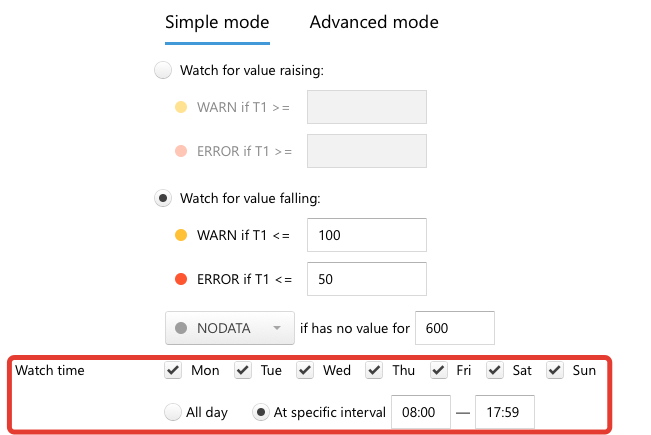 Simple mode Advanced mode
Watch for value raising:
WARN if T1 >=
ERROR if T1 >=
Watch for value falling:
WARN if T1 <= 100
ERROR if T1 <= 50
NODATA if has no value for 600
Watch time Mon Tue Wed Thu Fri Sat Sun
All day At specific interval 08:00 — 17:59